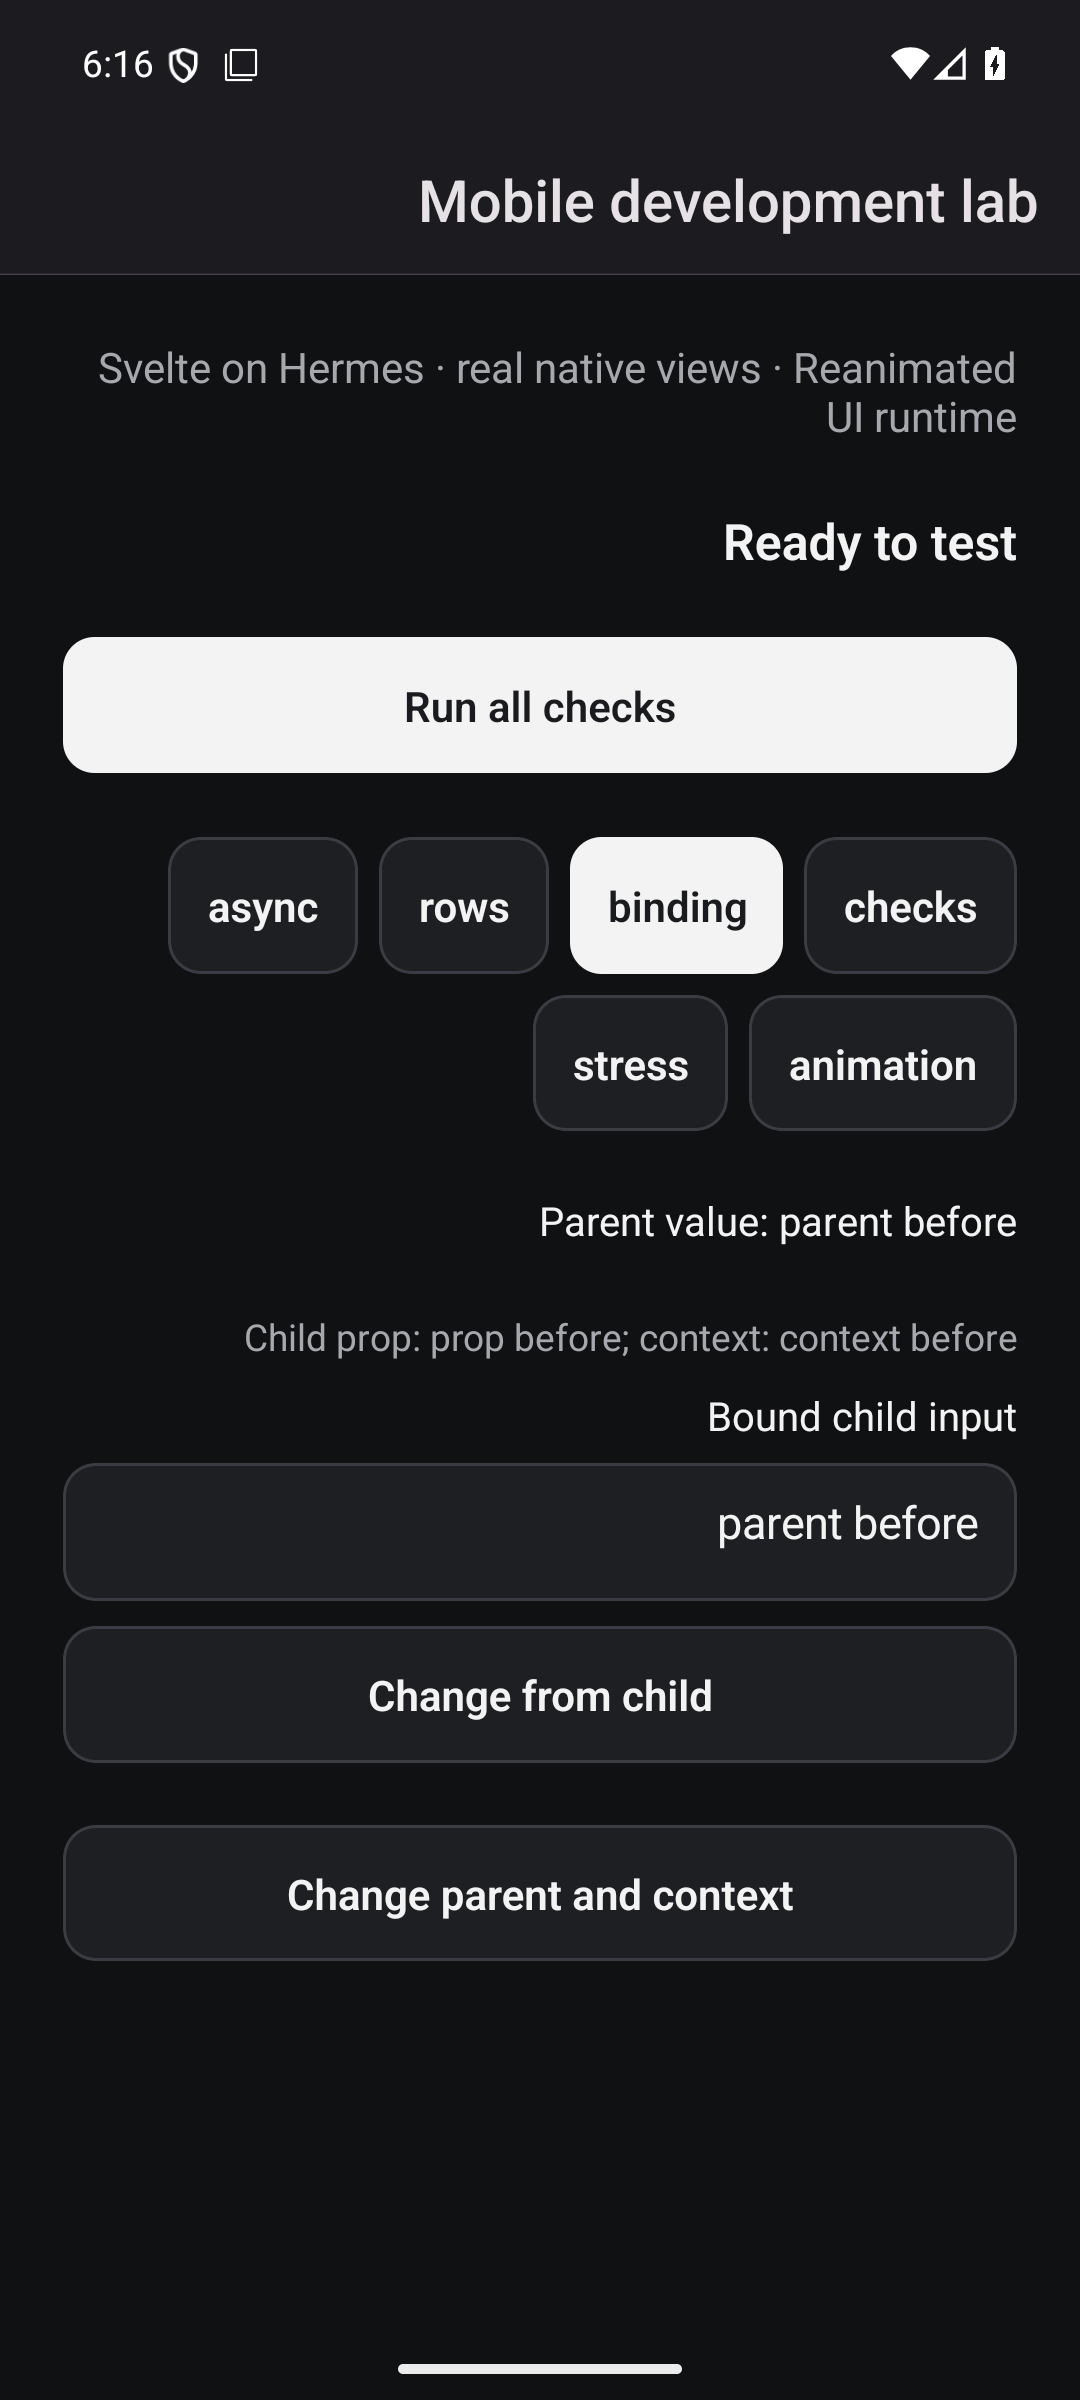 6:16
Mobile development lab
Svelte on Hermes · real native views · Reanimated
UI runtime
Ready to test
Run all checks
checks
binding
rows
async
animation
stress
Parent value: parent before
Child prop: prop before; context: context before
Bound child input
parent before
Change from child
Change parent and context